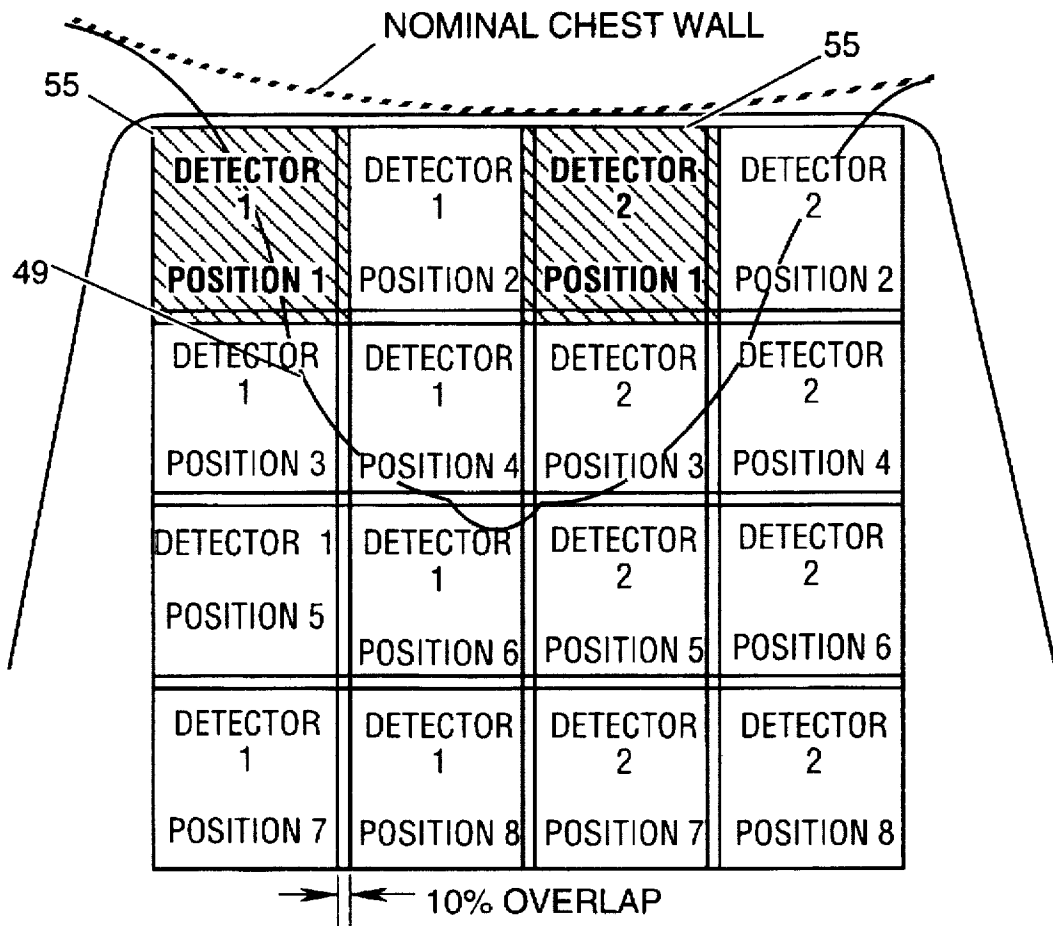 NOMINAL CHEST WALL
55
55
DETECTOR
1
POSITION 1
DETECTOR
1
POSITION 2
DETECTOR
2
POSITION 1
DETECTOR
2
POSITION 2
49
DETECTOR
1
POSITION 3
DETECTOR
1
POSITION 4
DETECTOR
2
POSITION 3
DETECTOR
2
POSITION 4
DETECTOR 1
POSITION 5
DETECTOR
1
POSITION 6
DETECTOR
2
POSITION 5
DETECTOR
2
POSITION 6
DETECTOR
1
POSITION 7
DETECTOR
1
POSITION 8
DETECTOR
2
POSITION 7
DETECTOR
2
POSITION 8
10% OVERLAP